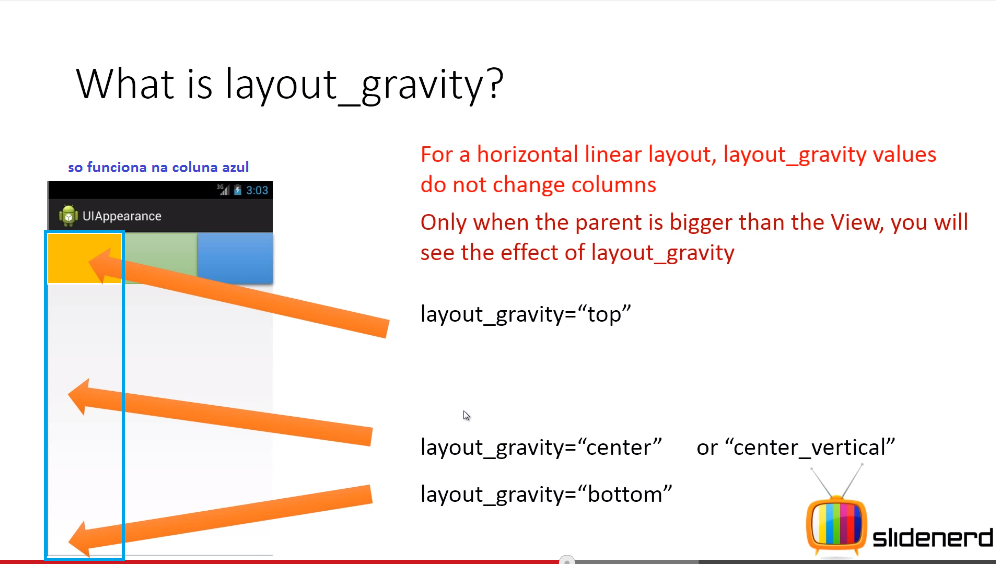 What is layout_gravity?
so funciona na coluna azul
3G 3:03
UIAppearance
For a horizontal linear layout, layout_gravity values
do not change columns
Only when the parent is bigger than the View, you will
see the effect of layout_gravity
layout_gravity=“top”
layout_gravity=“center” or “center_vertical”
layout_gravity=“bottom”
slidenerd